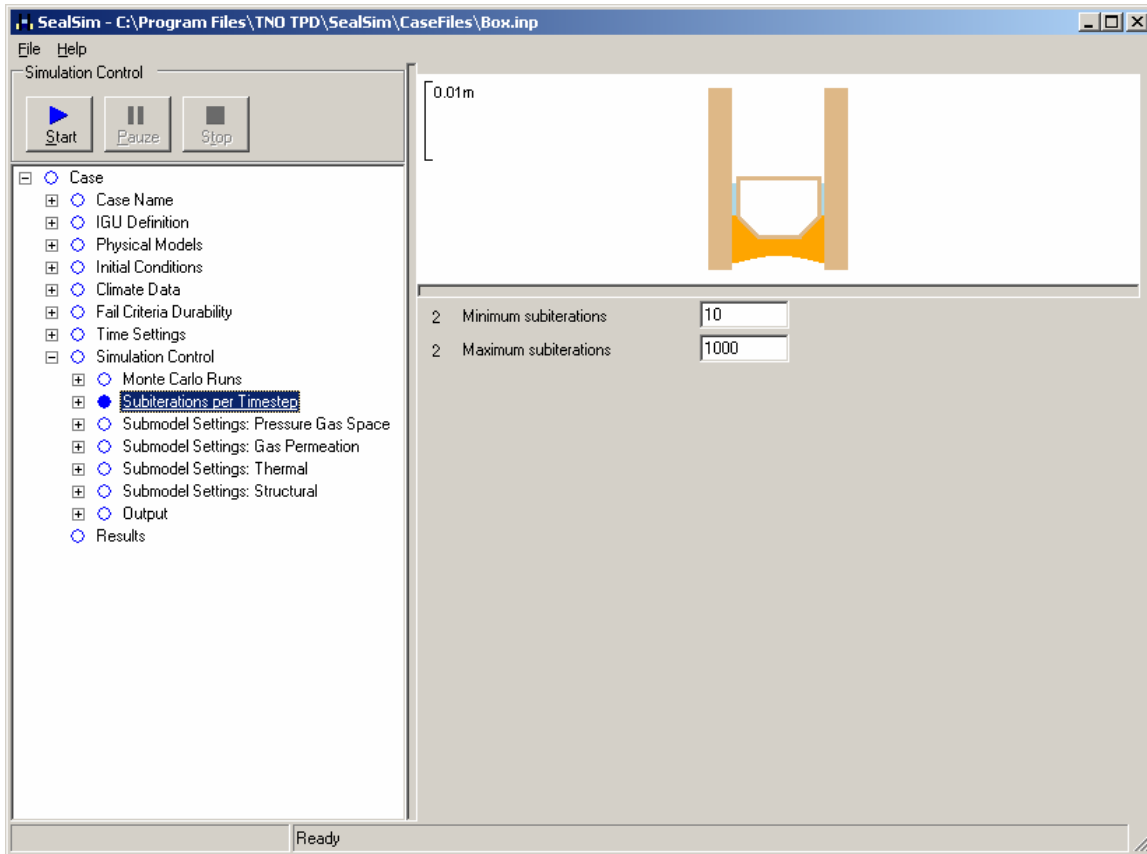 SealSim - C:\Program Files\TNO TPD\SealSim\CaseFiles\Box.inp
File Help
Simulation Control
Start Pauze Stop
0.01m
Case
Case Name
IGU Definition
Physical Models
Initial Conditions
Climate Data
Fail Criteria Durability
Time Settings
Simulation Control
Monte Carlo Runs
Subiterations per Timestep
Submodel Settings: Pressure Gas Space
Submodel Settings: Gas Permeation
Submodel Settings: Thermal
Submodel Settings: Structural
Output
Results
2 Minimum subiterations 10
2 Maximum subiterations 1000
Ready